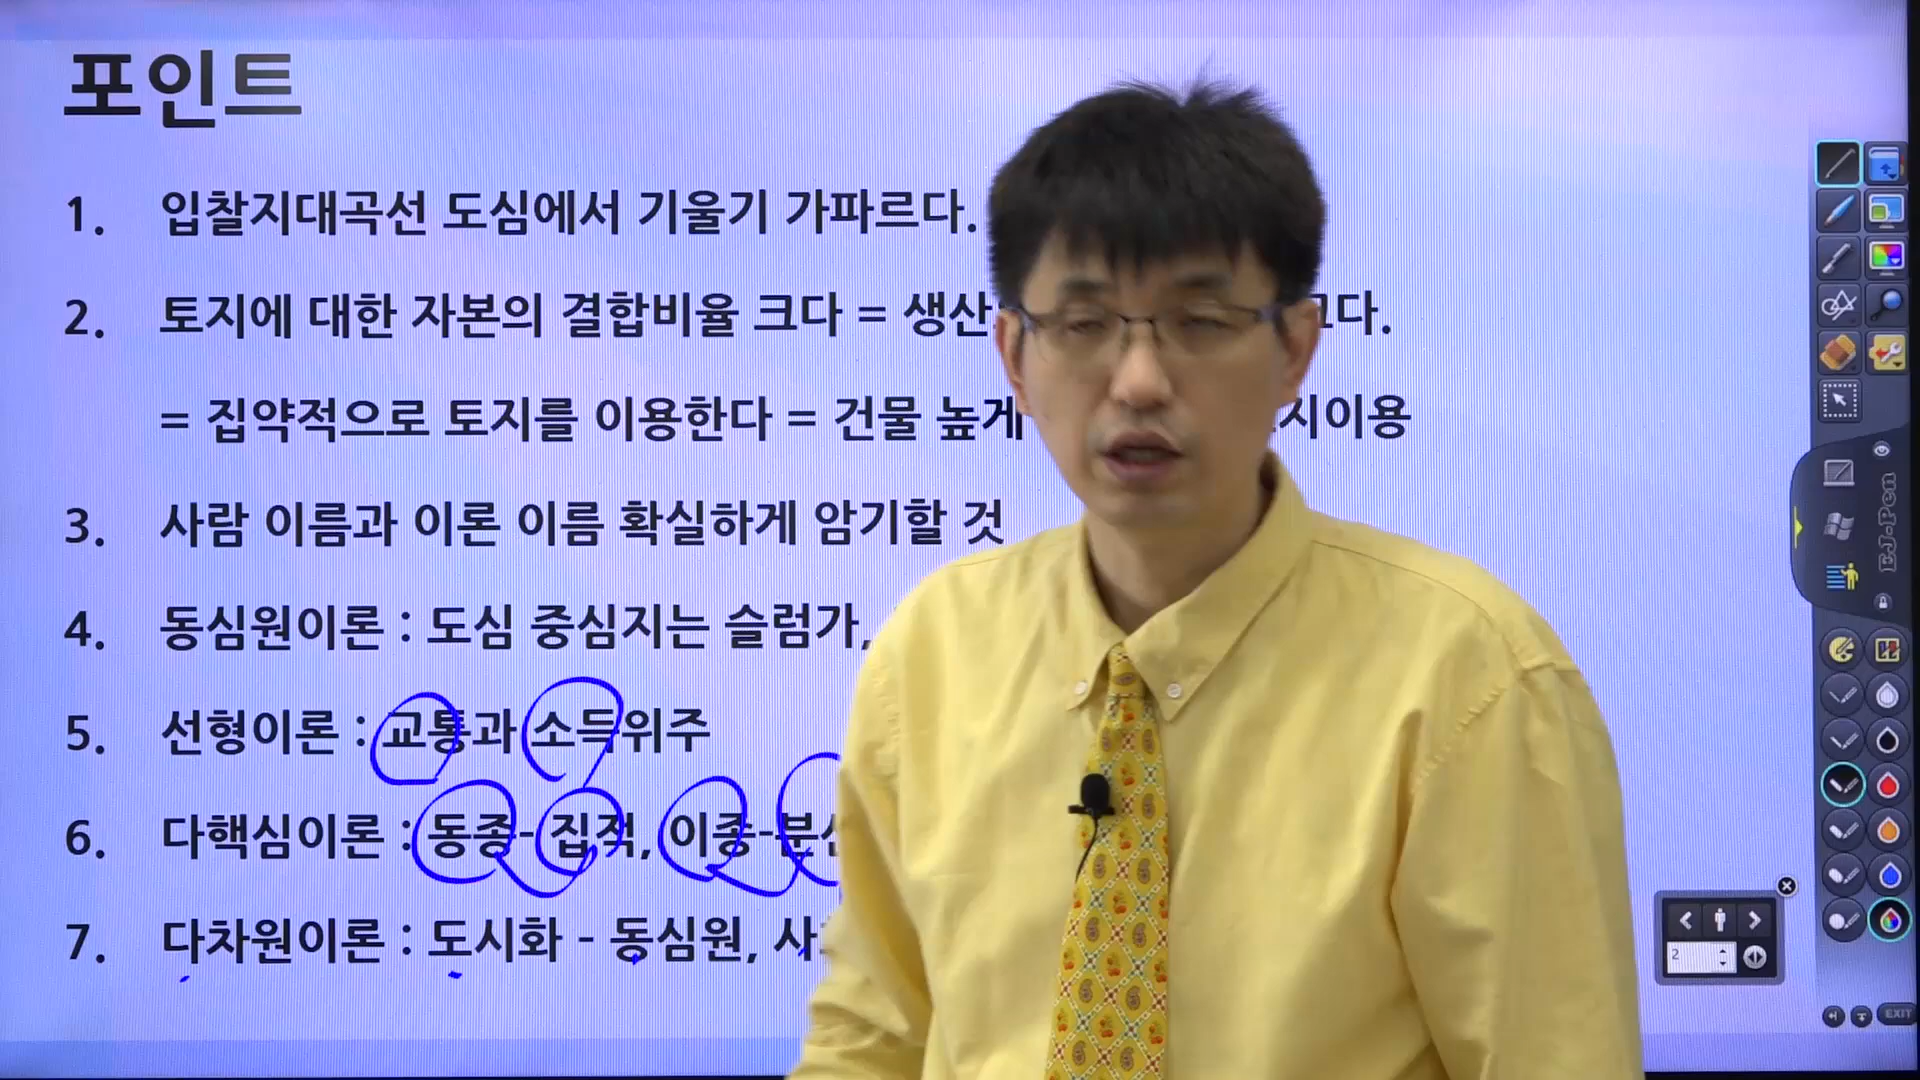 포인트
1. 입찰지대곡선 도심에서 기울기 가파르다.
2. 토지에 대한 자본의 결합비율 크다 = 생산 크다.
= 집약적으로 토지를 이용한다 = 건물 높게 시이용
3. 사람 이름과 이론 이름 확실하게 암기할 것
4. 동심원이론 : 도심 중심지는 슬럼가,
5. 선형이론 : 교통과 소득위주
6. 다핵심이론 : 동종-집적, 이종-분산
7. 다차원이론 : 도시화 - 동심원, 사
EJ-Pen
2
EXIT